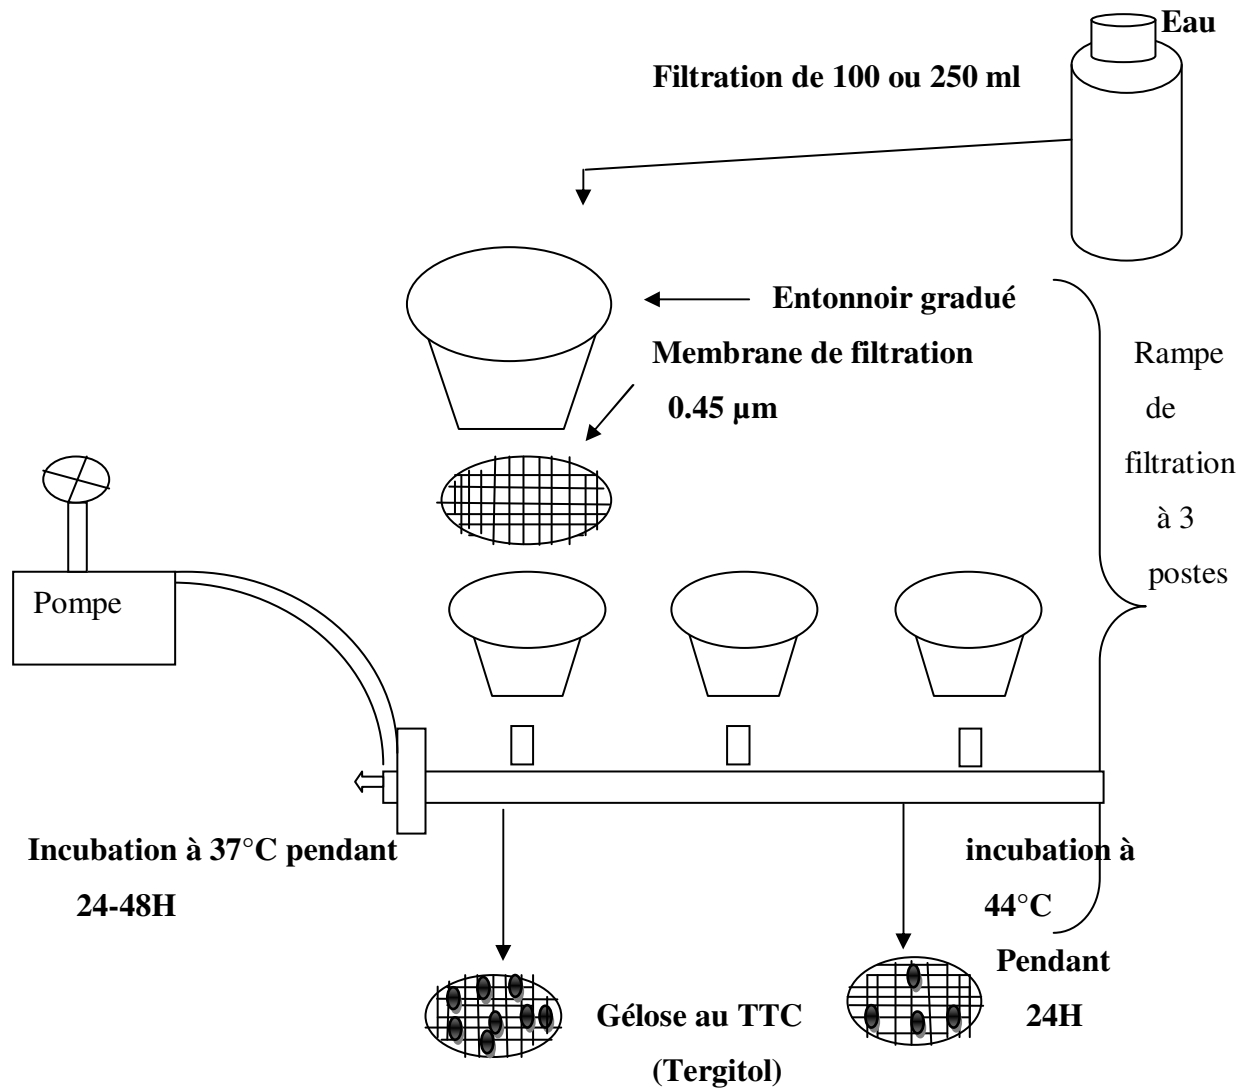 Eau
Filtration de 100 ou 250 ml
Entonnoir gradué
Membrane de filtration
0.45 µm
Rampe
de
filtration
à 3
postes
Pompe
Incubation à 37°C pendant
24-48H
incubation à
44°C
Pendant
24H
Gélose au TTC
(Tergitol)